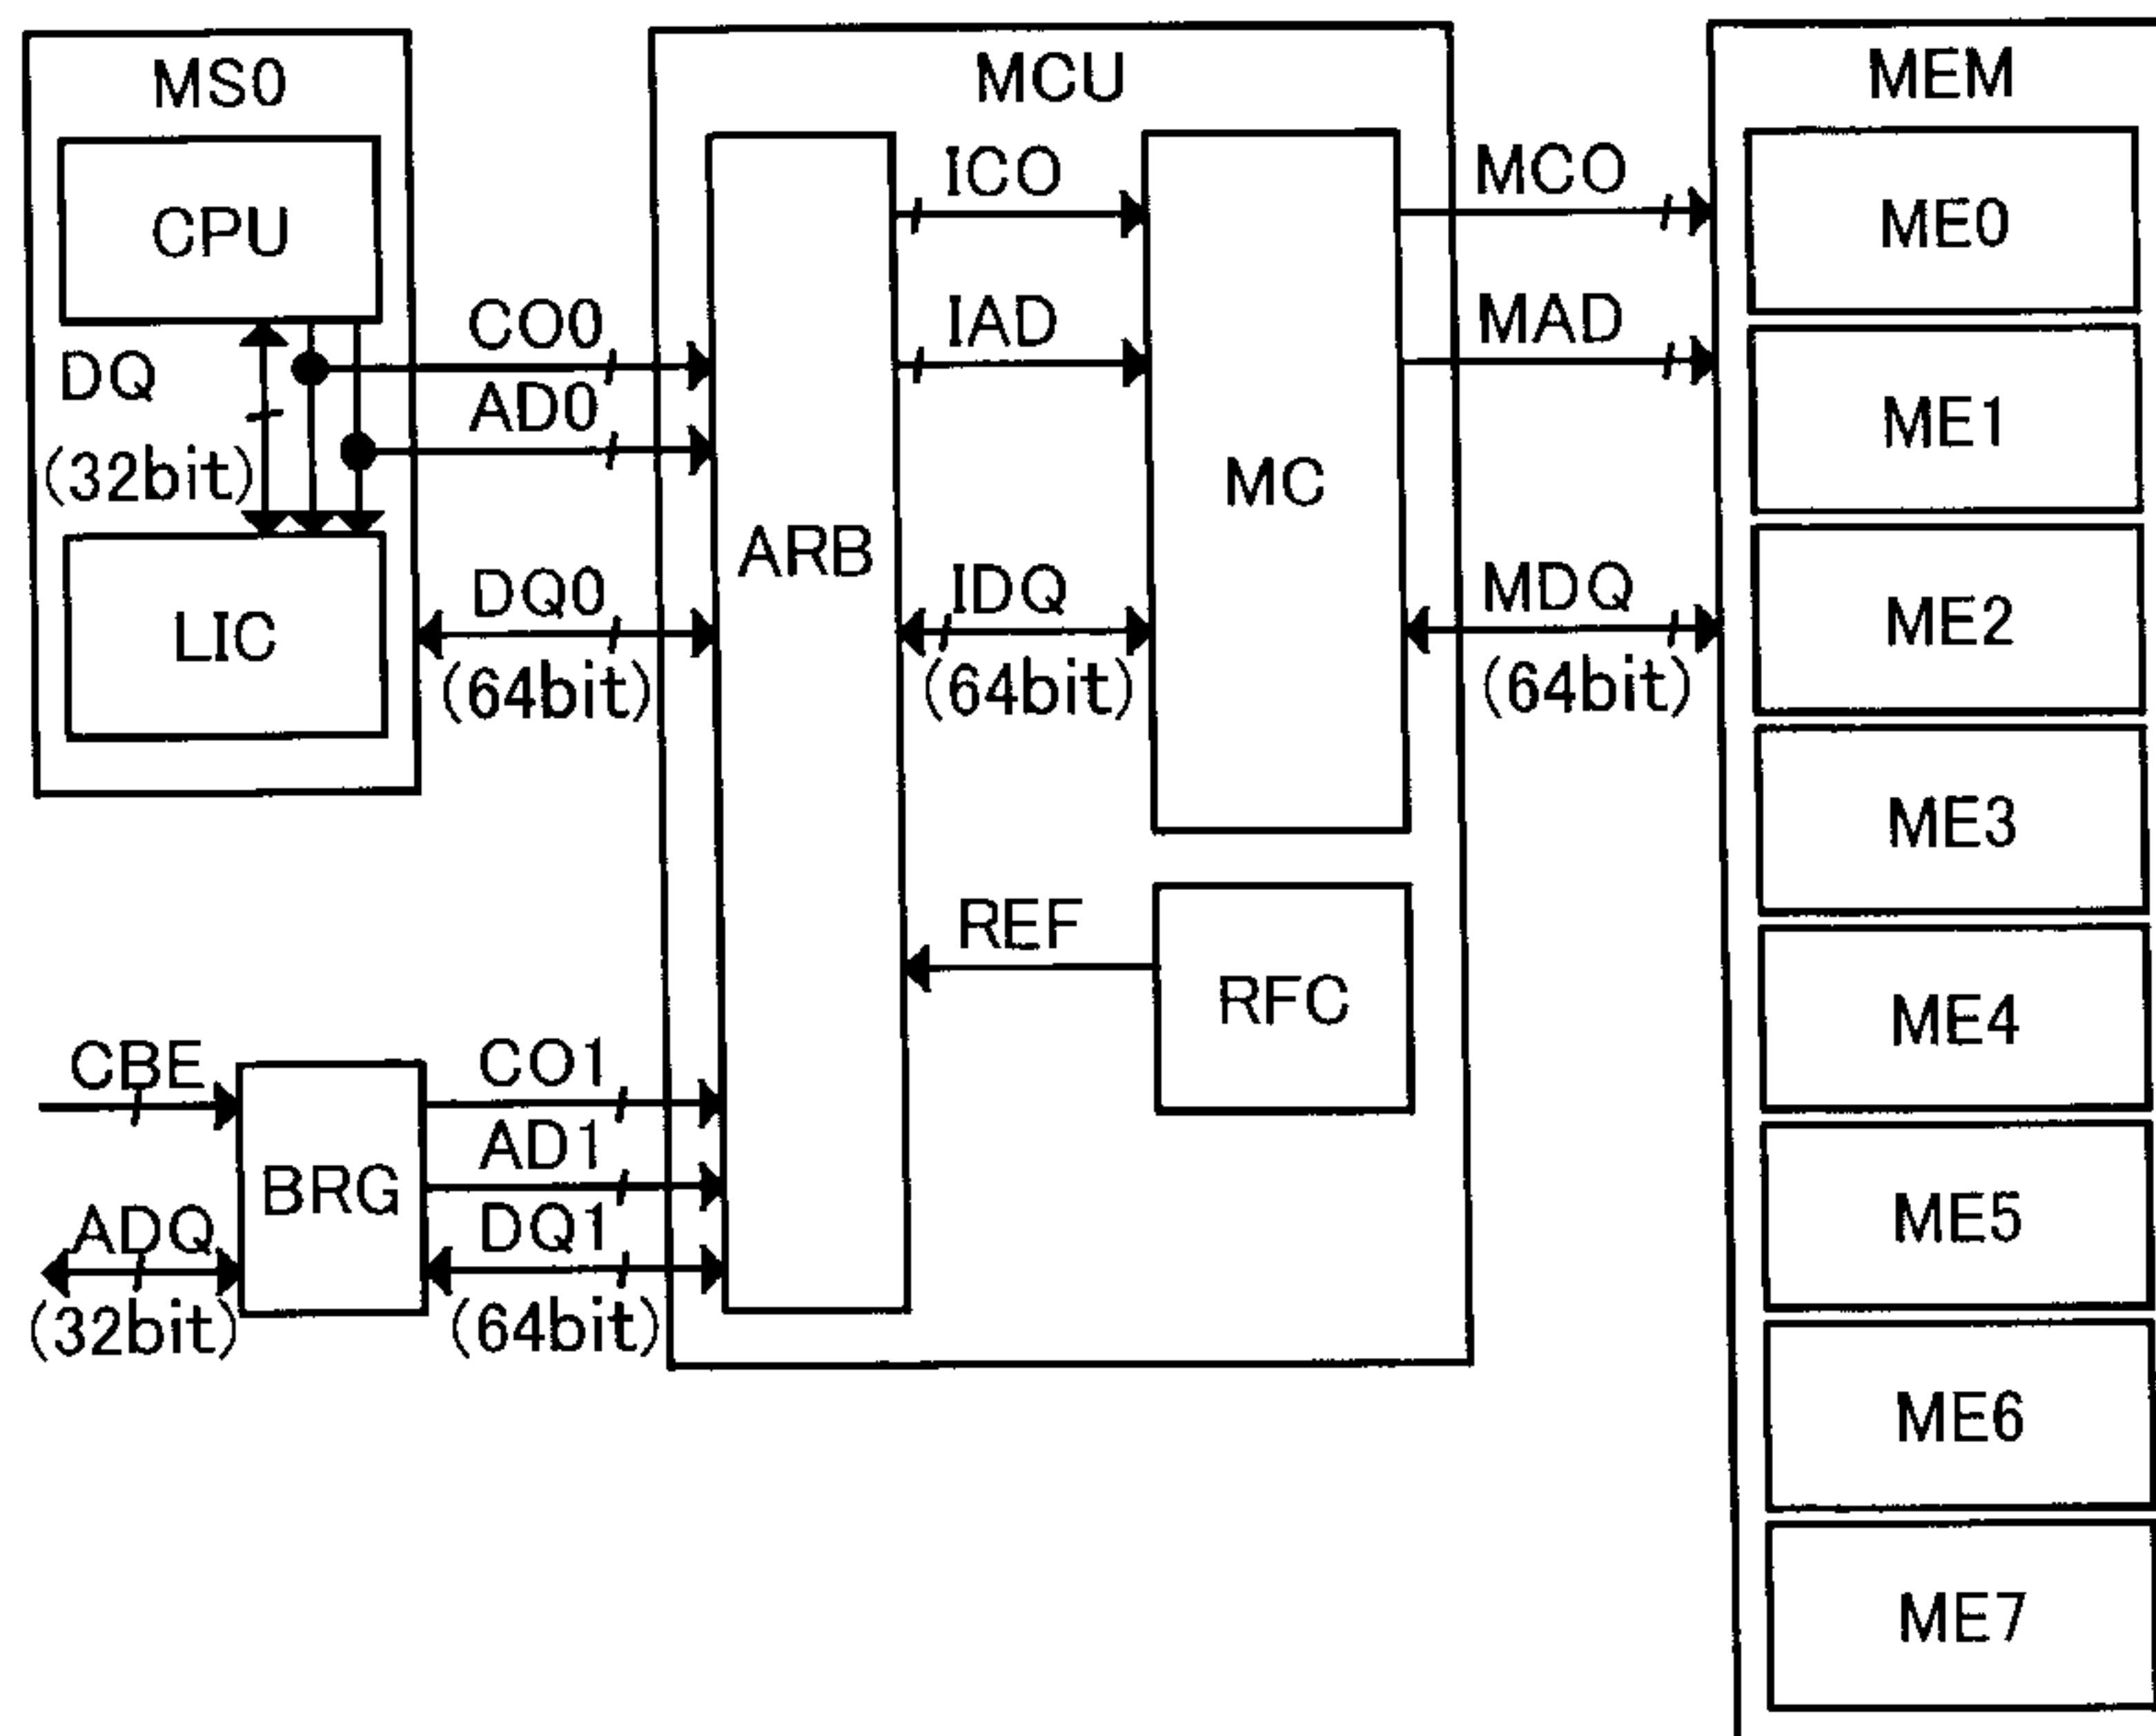 MS0
CPU
DQ
(32bit)
LIC
CO0
AD0
DQ0
(64bit)
MCU
ARB
ICO
IAD
IDQ
(64bit)
MC
REF
RFC
MCO
MAD
MDQ
(64bit)
MEM
ME0
ME1
ME2
ME3
ME4
ME5
ME6
ME7
CBE
ADQ
(32bit)
BRG
CO1
AD1
DQ1
(64bit)